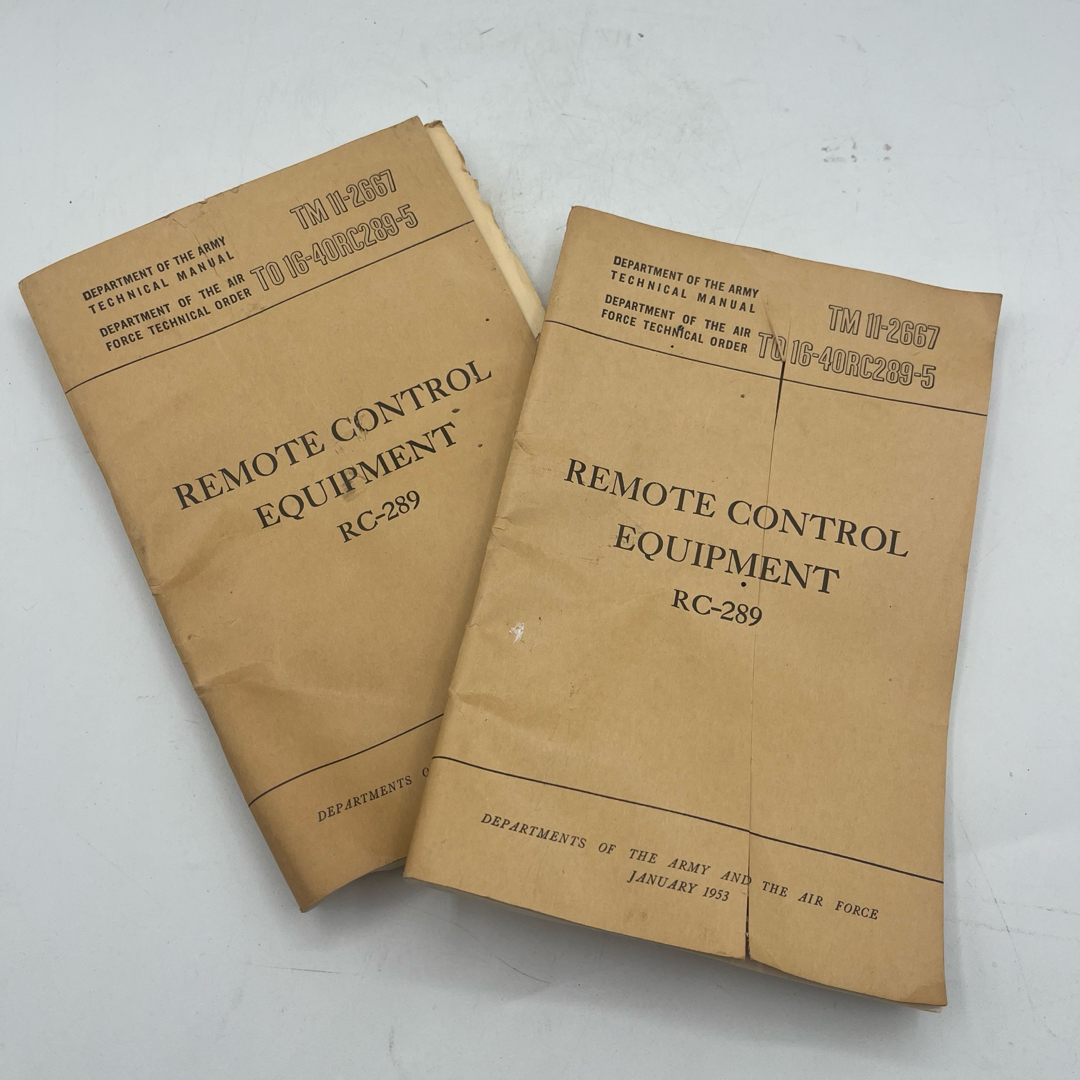 DEPARTMENT OF THE ARMY
TECHNICAL MANUAL
DEPARTMENT OF THE AIR
FORCE TECHNICAL ORDER
TM 11-2667
TO 16-40RC289-5
REMOTE CONTROL
EQUIPMENT
RC-289
DEPARTMENTS O
DEPARTMENT OF THE ARMY
TECHNICAL MANUAL
DEPARTMENT OF THE AIR
FORCE TECHNICAL ORDER
TM 11-2667
TO 16-40RC289-5
REMOTE CONTROL
EQUIPMENT
RC-289
DEPARTMENTS OF THE ARMY AND THE AIR FORCE
JANUARY 1953